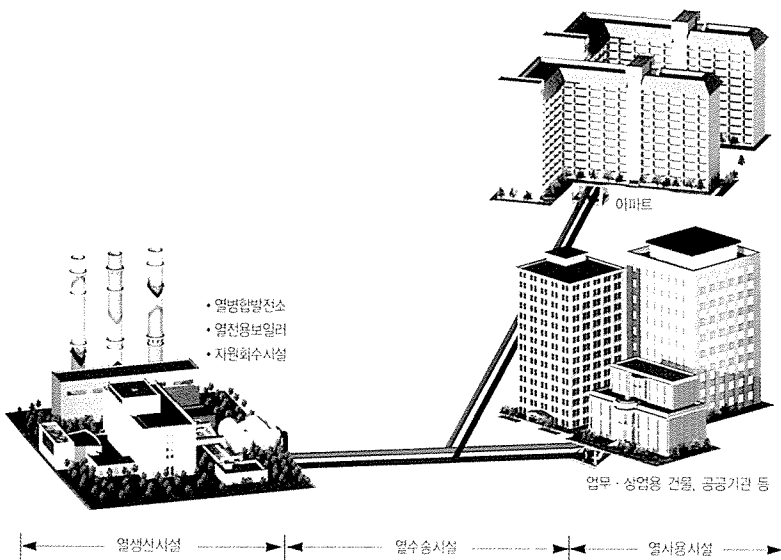 아파트
• 열병합발전소
• 열전용보일러
• 자원회수시설
업무 · 상업용 건물, 공공기관 등
열생산시설
열수송시설
열사용시설